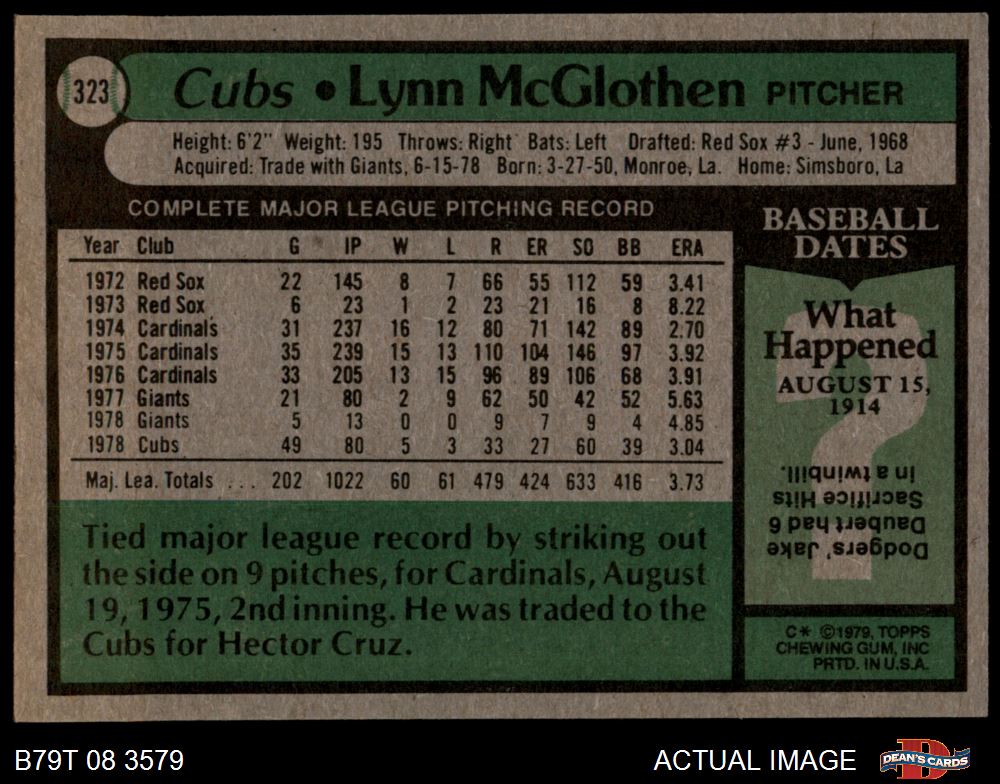 323
Cubs • Lynn McGlothen PITCHER
Height: 6'2" Weight: 195 Throws: Right Bats: Left Drafted: Red Sox #3 - June, 1968
Acquired: Trade with Giants, 6-15-78 Born: 3-27-50, Monroe, La. Home: Simsboro, La
COMPLETE MAJOR LEAGUE PITCHING RECORD
Year Club G IP W L R ER SO BB ERA
1972 Red Sox 22 145 8 7 66 55 112 59 3.41
1973 Red Sox 6 23 1 2 23 21 16 8 8.22
1974 Cardinals 31 237 16 12 80 71 142 89 2.70
1975 Cardinals 35 239 15 13 110 104 146 97 3.92
1976 Cardinals 33 205 13 15 96 89 106 68 3.91
1977 Giants 21 80 2 9 62 50 42 52 5.63
1978 Giants 5 13 0 0 9 7 9 4 4.85
1978 Cubs 49 80 5 3 33 27 60 39 3.04
Maj. Lea. Totals ... 202 1022 60 61 479 424 633 416 3.73
Tied major league record by striking out
the side on 9 pitches, for Cardinals, August
19, 1975, 2nd inning. He was traded to the
Cubs for Hector Cruz.
BASEBALL
DATES
What
Happened
AUGUST 15,
1914
?
Dodgers' Jake
Daubert had 6
Sacrifice Hits
in a twinbill.
C* ©1979, TOPPS
CHEWING GUM, INC
PRTD. IN U.S.A.
B79T 08 3579
ACTUAL IMAGE
D
DEAN'S CARDS